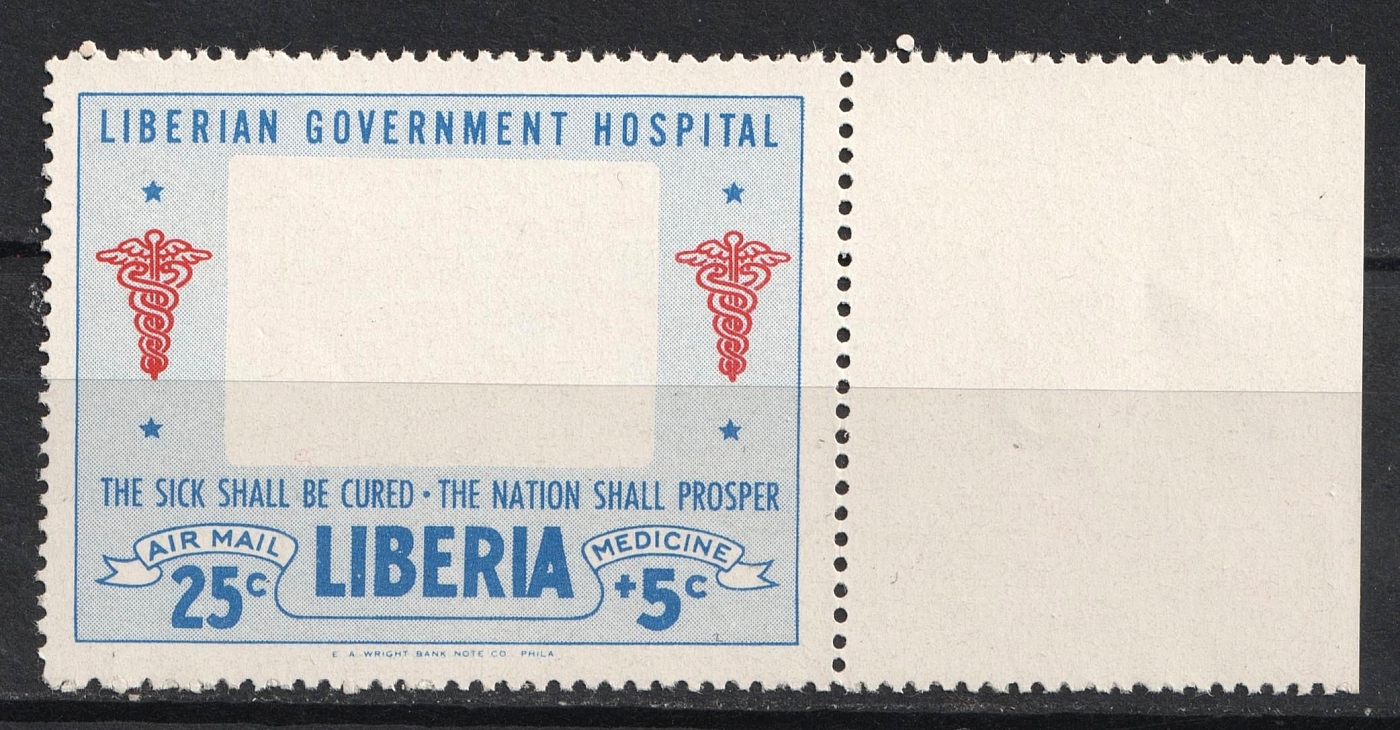 LIBERIAN GOVERNMENT HOSPITAL
THE SICK SHALL BE CURED • THE NATION SHALL PROSPER
AIR MAIL LIBERIA MEDICINE
25c +5c
E. A. WRIGHT BANK NOTE CO. PHILA.